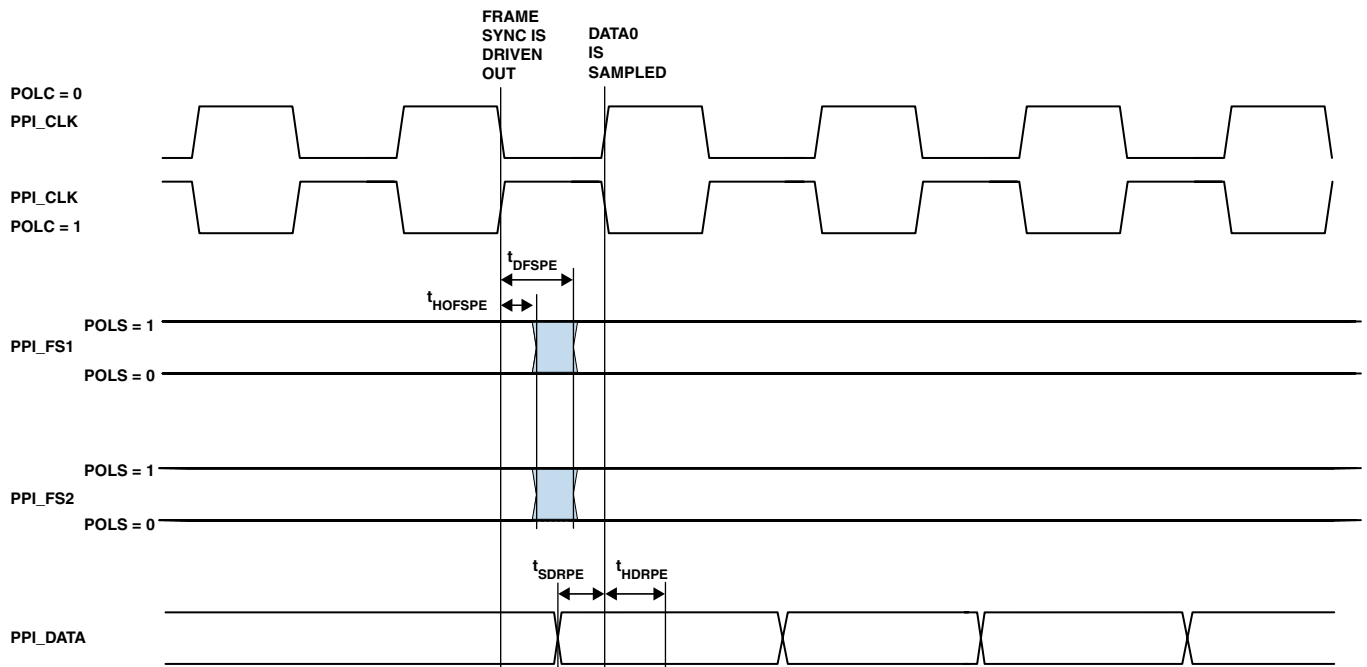 FRAME
SYNC IS
DRIVEN
OUT
DATA0
IS
SAMPLED
POLC = 0
PPI_CLK
PPI_CLK
POLC = 1
tDFSPE
tHOFSPE
POLS = 1
PPI_FS1
POLS = 0
POLS = 1
PPI_FS2
POLS = 0
tSDRPE
tHDRPE
PPI_DATA